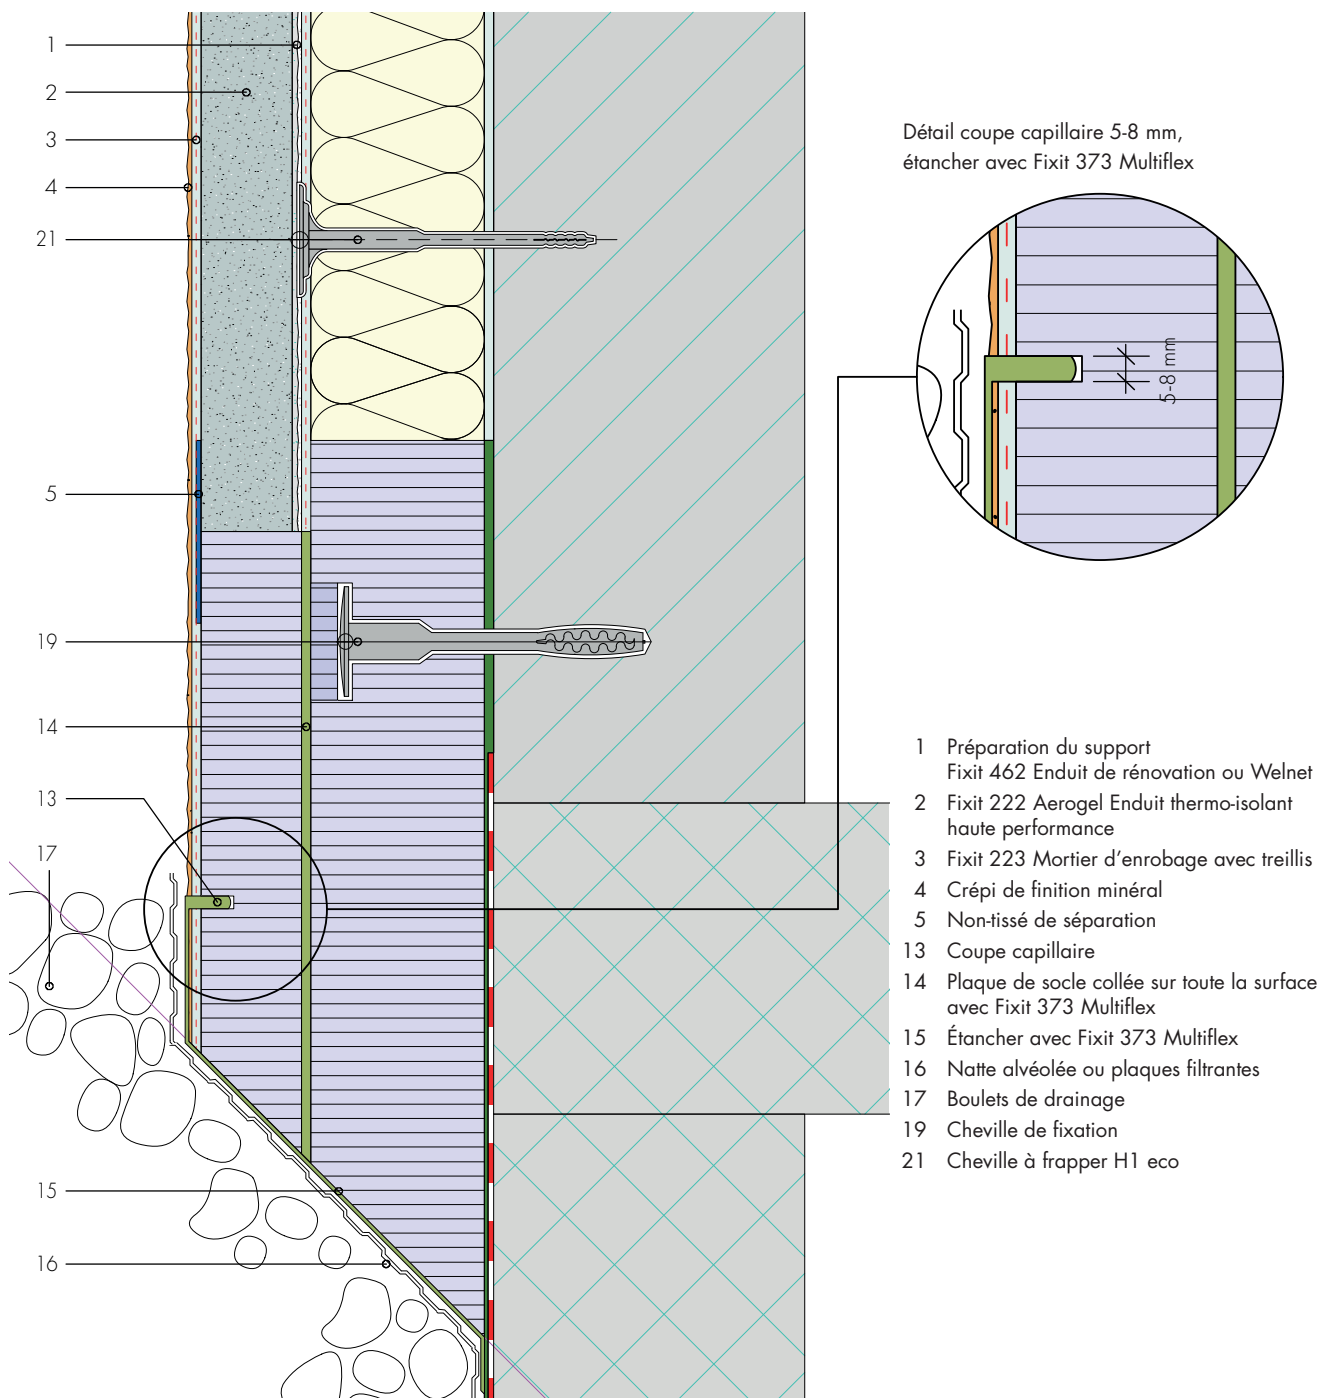 1
2
3
4
21
5
19
14
13
17
15
16
Détail coupe capillaire 5-8 mm,
étancher avec Fixit 373 Multiflex
5-8 mm
1 Préparation du support
Fixit 462 Enduit de rénovation ou Welnet
2 Fixit 222 Aerogel Enduit thermo-isolant
haute performance
3 Fixit 223 Mortier d'enrobage avec treillis
4 Crépi de finition minéral
5 Non-tissé de séparation
13 Coupe capillaire
14 Plaque de socle collée sur toute la surface
avec Fixit 373 Multiflex
15 Étancher avec Fixit 373 Multiflex
16 Natte alvéolée ou plaques filtrantes
17 Boulets de drainage
19 Cheville de fixation
21 Cheville à frapper H1 eco